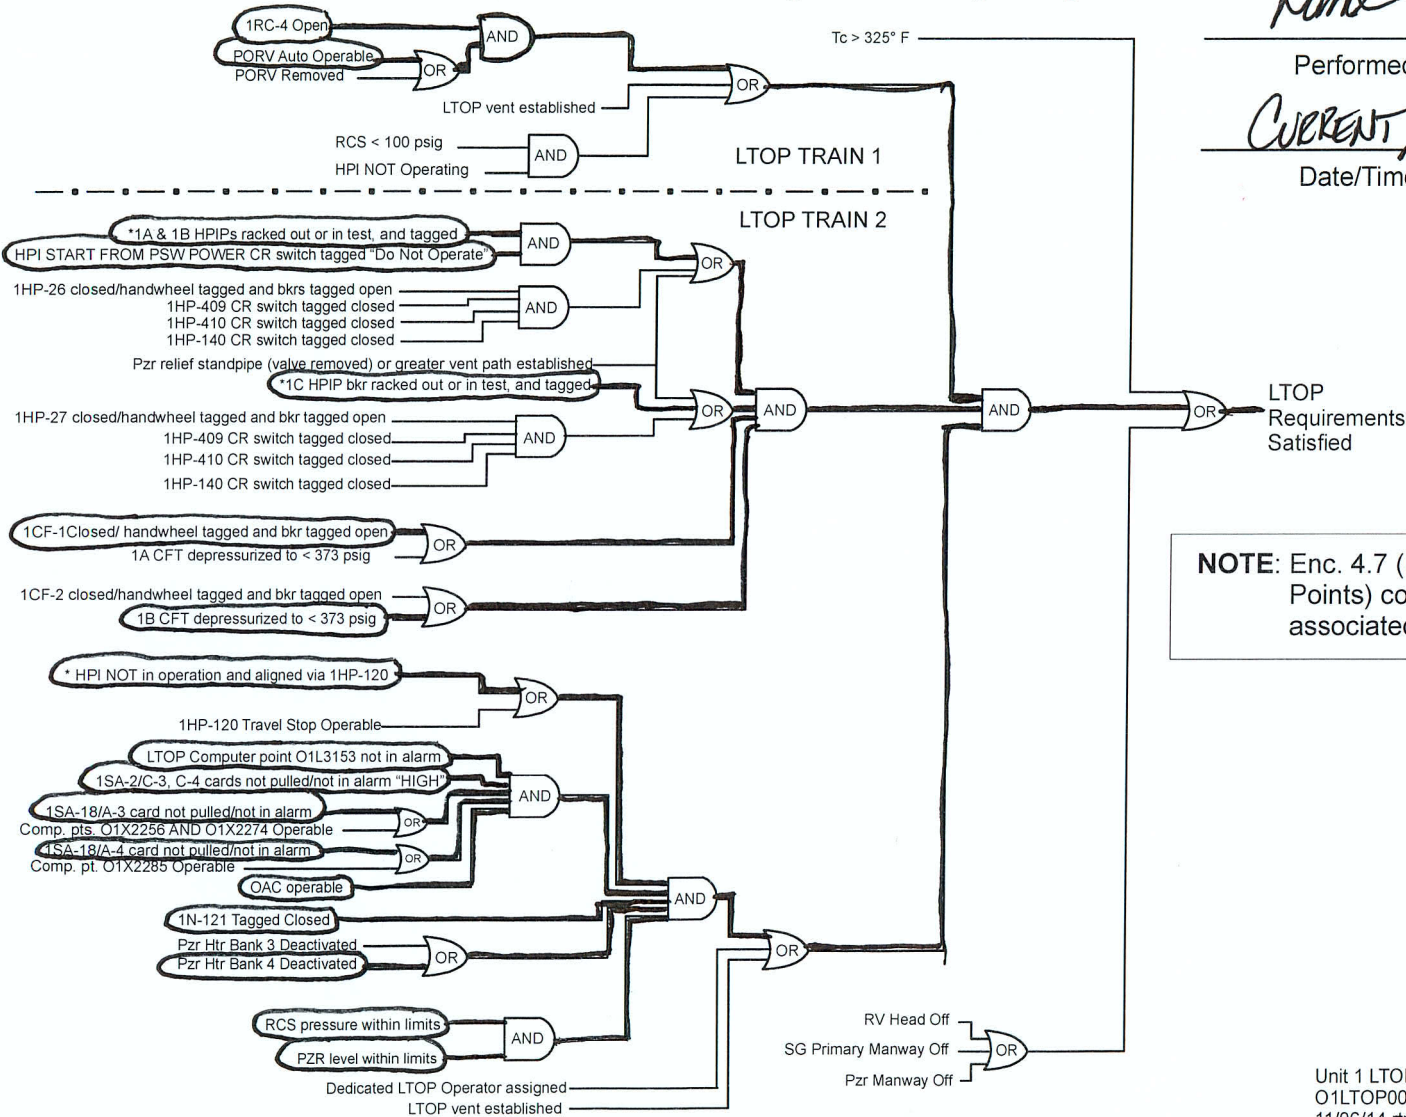 1RC-4 Open
AND
PORV Auto Operable
OR
PORV Removed
LTOP vent established
OR
RCS < 100 psig
AND
HPI NOT Operating
LTOP TRAIN 1
Tc > 325° F
Name
Performed
CURRENT
Date/Time
LTOP TRAIN 2
*1A & 1B HPIPs racked out or in test, and tagged
AND
HPI START FROM PSW POWER CR switch tagged "Do Not Operate"
OR
1HP-26 closed/handwheel tagged and bkrs tagged open
1HP-409 CR switch tagged closed
AND
1HP-410 CR switch tagged closed
1HP-140 CR switch tagged closed
Pzr relief standpipe (valve removed) or greater vent path established
*1C HPIP bkr racked out or in test, and tagged
OR
AND
AND
OR
LTOP
Requirements
Satisfied
1HP-27 closed/handwheel tagged and bkr tagged open
1HP-409 CR switch tagged closed
AND
1HP-410 CR switch tagged closed
1HP-140 CR switch tagged closed
1CF-1Closed/ handwheel tagged and bkr tagged open
OR
1A CFT depressurized to < 373 psig
1CF-2 closed/handwheel tagged and bkr tagged open
OR
1B CFT depressurized to < 373 psig
NOTE: Enc. 4.7 (
Points) co
associated
* HPI NOT in operation and aligned via 1HP-120
OR
1HP-120 Travel Stop Operable
LTOP Computer point O1L3153 not in alarm
1SA-2/C-3, C-4 cards not pulled/not in alarm "HIGH"
AND
1SA-18/A-3 card not pulled/not in alarm
OR
Comp. pts. O1X2256 AND O1X2274 Operable
1SA-18/A-4 card not pulled/not in alarm
OR
Comp. pt. O1X2285 Operable
OAC operable
AND
1N-121 Tagged Closed
Pzr Htr Bank 3 Deactivated
OR
Pzr Htr Bank 4 Deactivated
OR
RCS pressure within limits
AND
PZR level within limits
Dedicated LTOP Operator assigned
LTOP vent established
RV Head Off
SG Primary Manway Off
OR
Pzr Manway Off
Unit 1 LTO
O1LTOP00